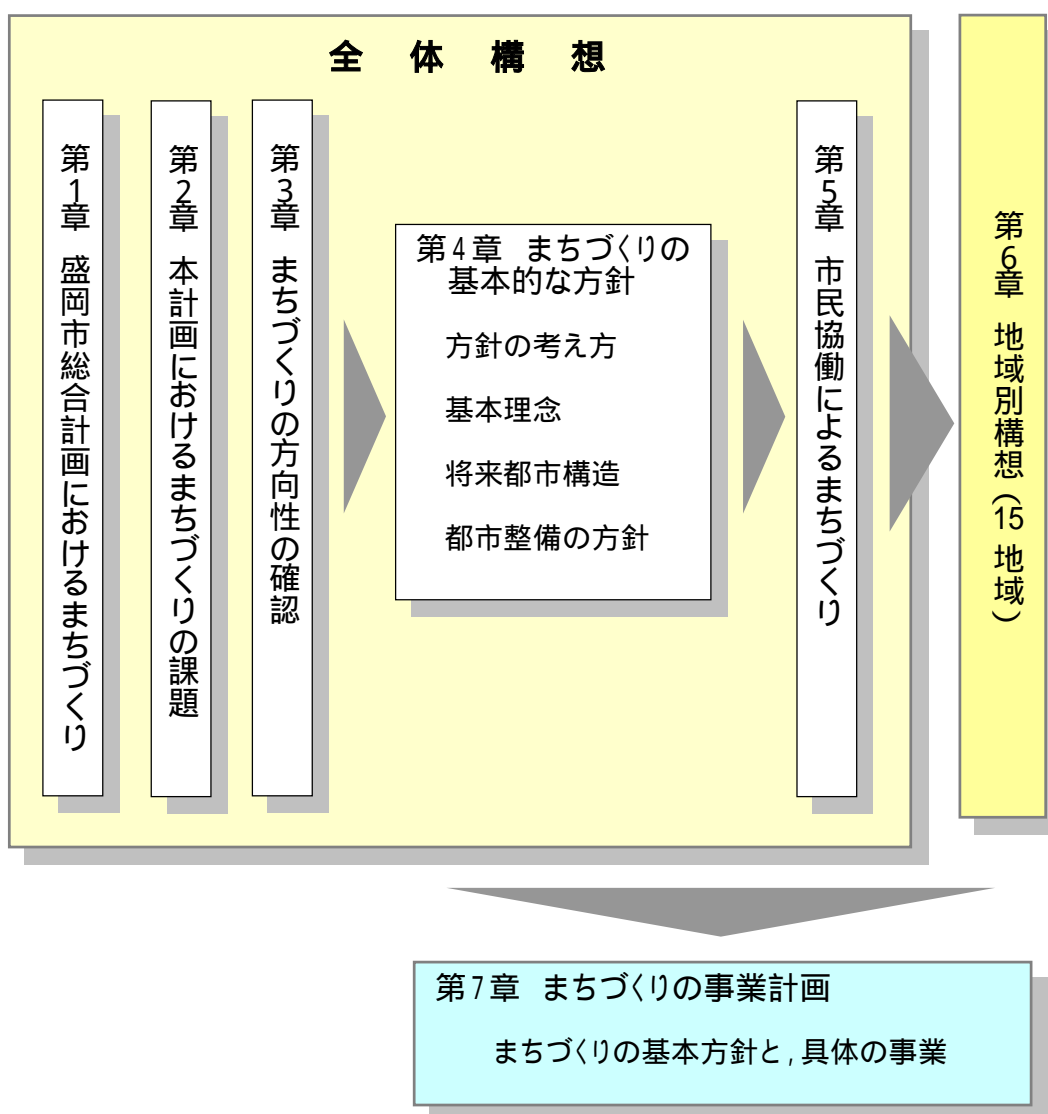 全体構想
第1章 盛岡市総合計画におけるまちづくり
第2章 本計画におけるまちづくりの課題
第3章 まちづくりの方向性の確認
第4章 まちづくりの
基本的な方針
方針の考え方
基本理念
将来都市構造
都市整備の方針
第5章 市民協働によるまちづくり
第6章 地域別構想(15地域)
第7章 まちづくりの事業計画
まちづくりの基本方針と,具体の事業